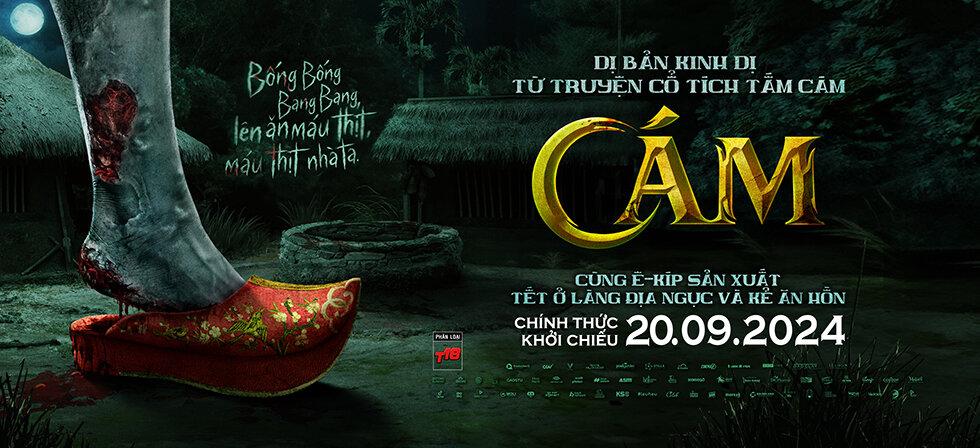 Bống Bống
Bang Bang,
lên ăn máu thịt,
máu thịt nhà ta.
DỊ BẢN KINH DỊ
TỪ TRUYỆN CỔ TÍCH TẤM CÁM
CÁM
CÙNG Ê-KÍP SẢN XUẤT
TẾT Ở LÀNG ĐỊA NGỤC VÀ KẺ ĂN HỒN
CHÍNH THỨC
KHỞI CHIẾU 20.09.2024
PHÂN LOẠI
T18